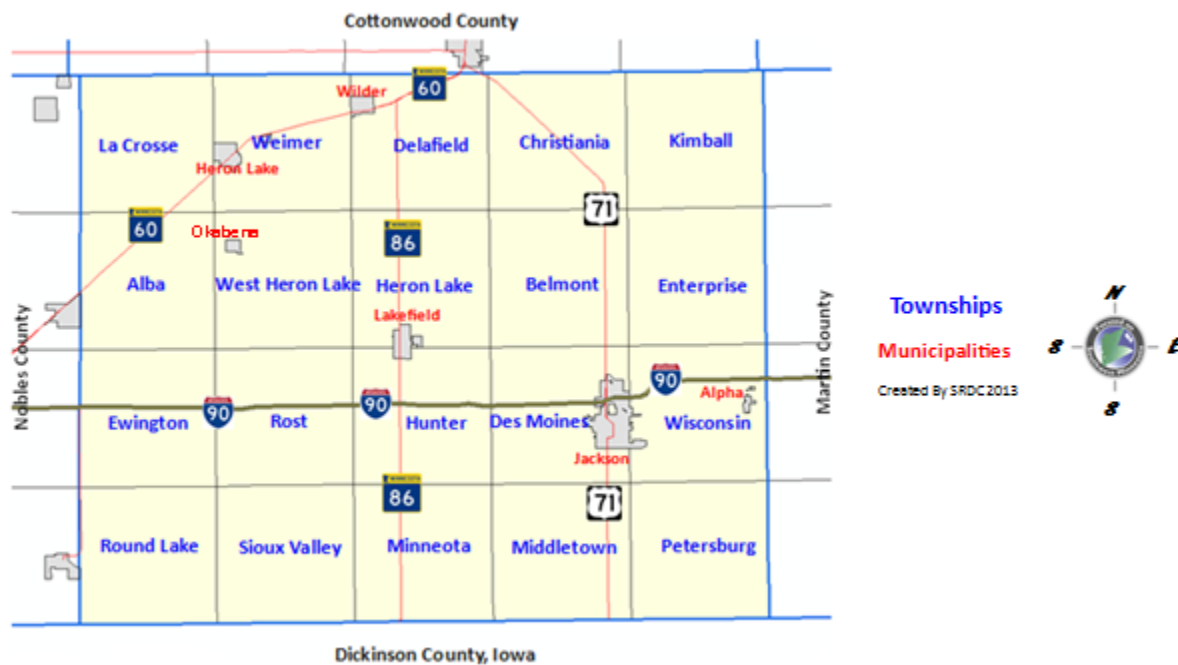 Cottonwood County
60
Wilder
La Crosse
Weimer
Delafield
Christiania
Kimball
Heron Lake
71
60
Okabena
86
Alba
West Heron Lake
Heron Lake
Belmont
Enterprise
Lakefield
Nobles County
Martin County
90
90
90
Alpha
Ewington
Rost
Hunter
Des Moines
Wisconsin
Jackson
86
71
Round Lake
Sioux Valley
Minneota
Middletown
Petersburg
Dickinson County, Iowa
Townships
Municipalities
Created By SRDC 2013
N
S
E
S